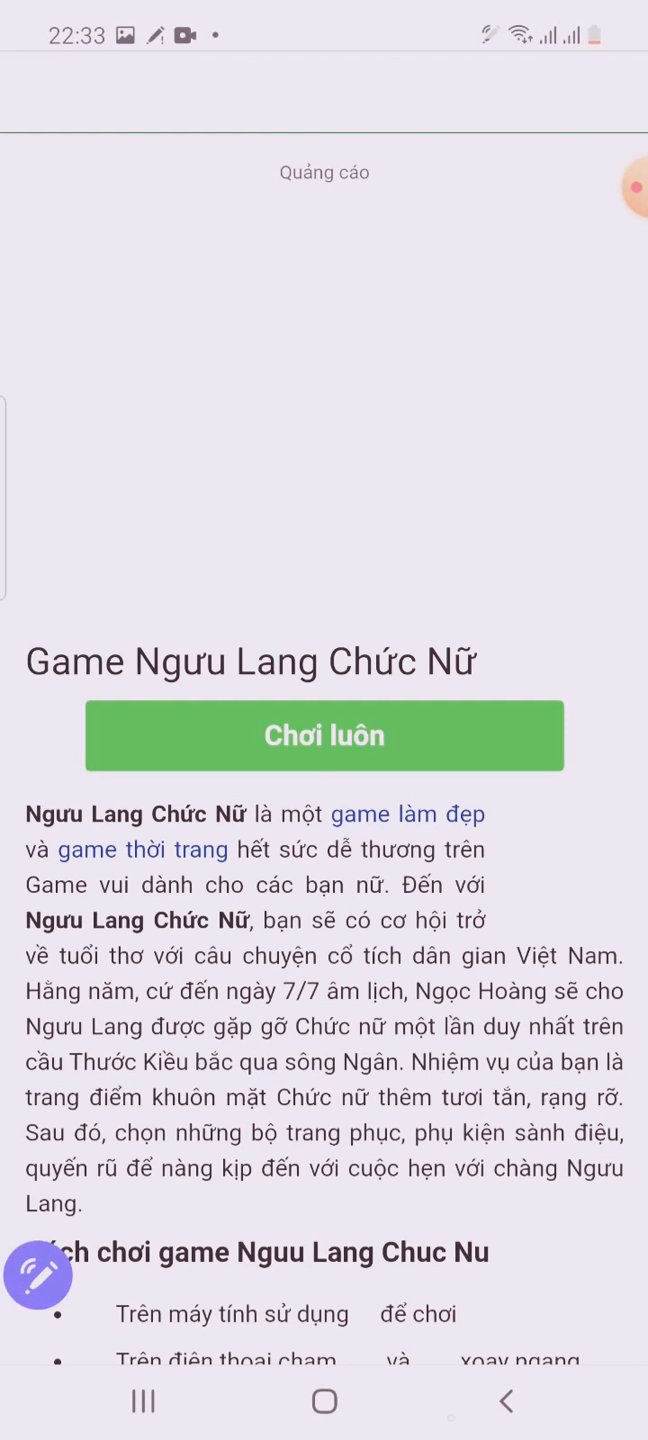 22:33
Quảng cáo
Game Ngưu Lang Chức Nữ
Chơi luôn
Ngưu Lang Chức Nữ là một game làm đẹp
và game thời trang hết sức dễ thương trên
Game vui dành cho các bạn nữ. Đến với
Ngưu Lang Chức Nữ, bạn sẽ có cơ hội trở
về tuổi thơ với câu chuyện cổ tích dân gian Việt Nam.
Hằng năm, cứ đến ngày 7/7 âm lịch, Ngọc Hoàng sẽ cho
Ngưu Lang được gặp gỡ Chức nữ một lần duy nhất trên
cầu Thước Kiều bắc qua sông Ngân. Nhiệm vụ của bạn là
trang điểm khuôn mặt Chức nữ thêm tươi tắn, rạng rỡ.
Sau đó, chọn những bộ trang phục, phụ kiện sành điệu,
quyến rũ để nàng kịp đến với cuộc hẹn với chàng Ngưu
Lang.
ch chơi game Nguu Lang Chuc Nu
Trên máy tính sử dụng để chơi
Trên điện thoại chạm và xoay ngang